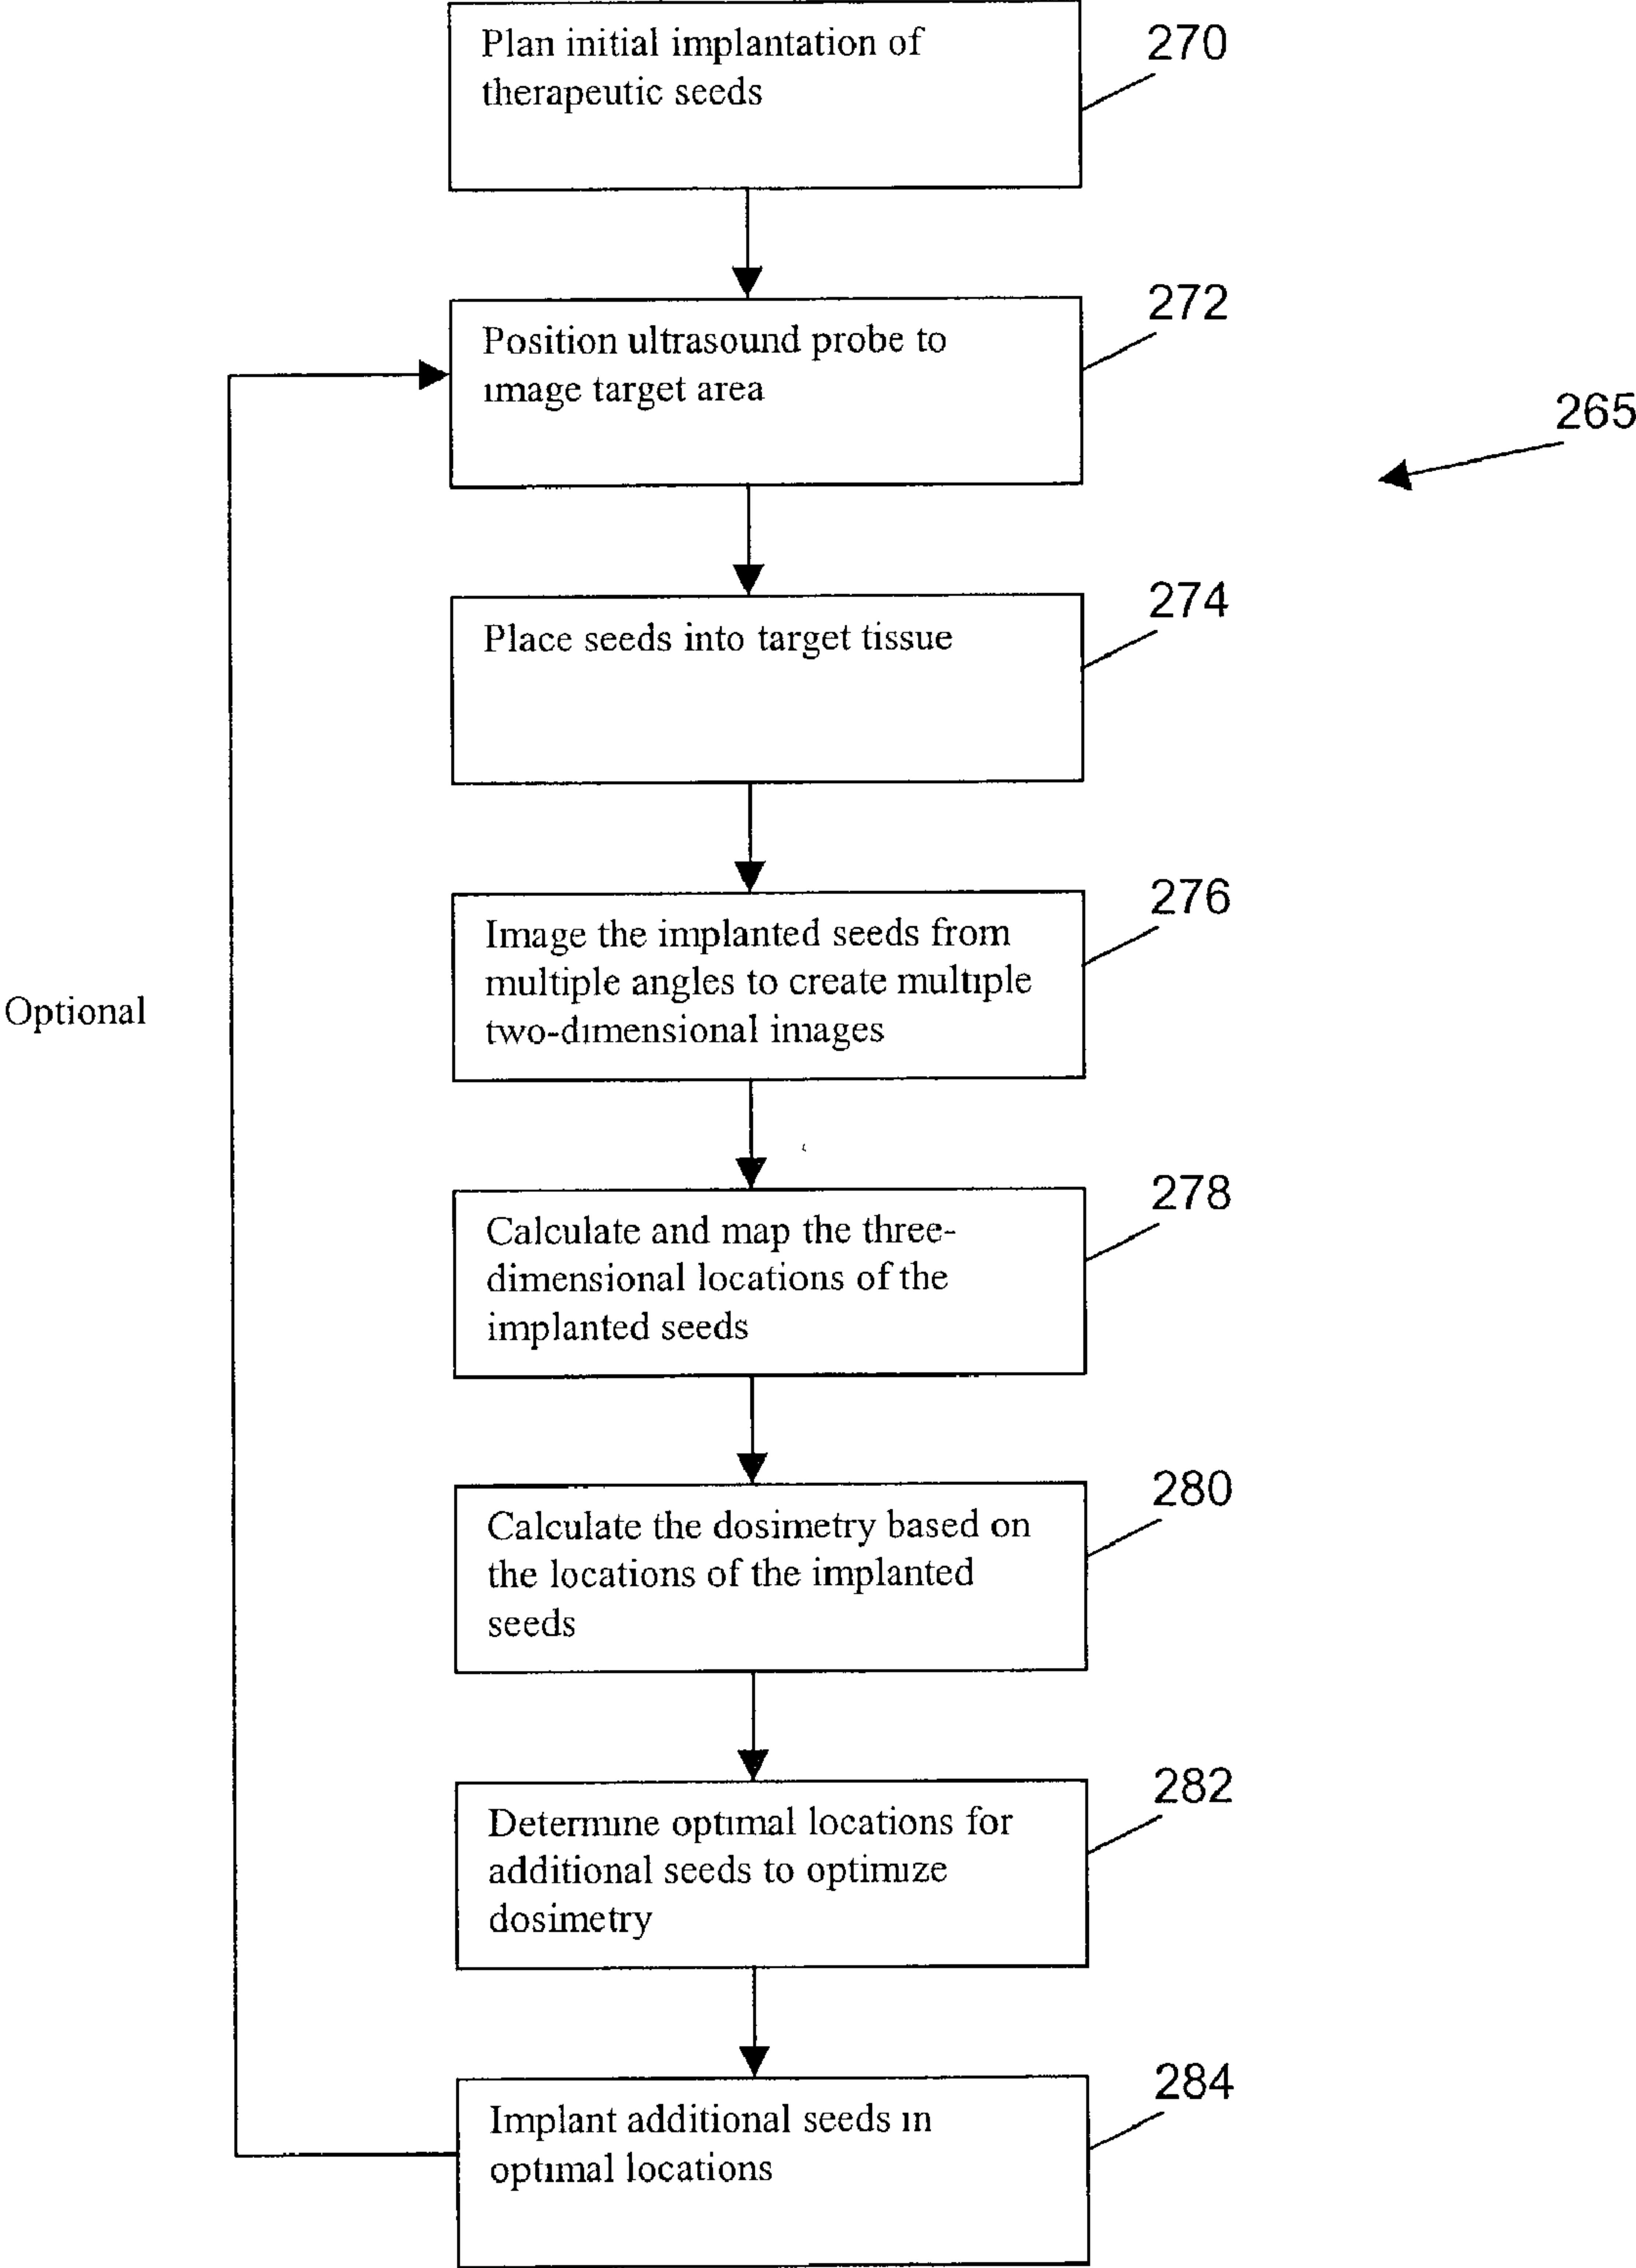 Plan initial implantation of
therapeutic seeds
270
Position ultrasound probe to
image target area
272
265
Place seeds into target tissue
274
Image the implanted seeds from
multiple angles to create multiple
two-dimensional images
276
Optional
Calculate and map the three-
dimensional locations of the
implanted seeds
278
Calculate the dosimetry based on
the locations of the implanted
seeds
280
Determine optimal locations for
additional seeds to optimize
dosimetry
282
Implant additional seeds in
optimal locations
284